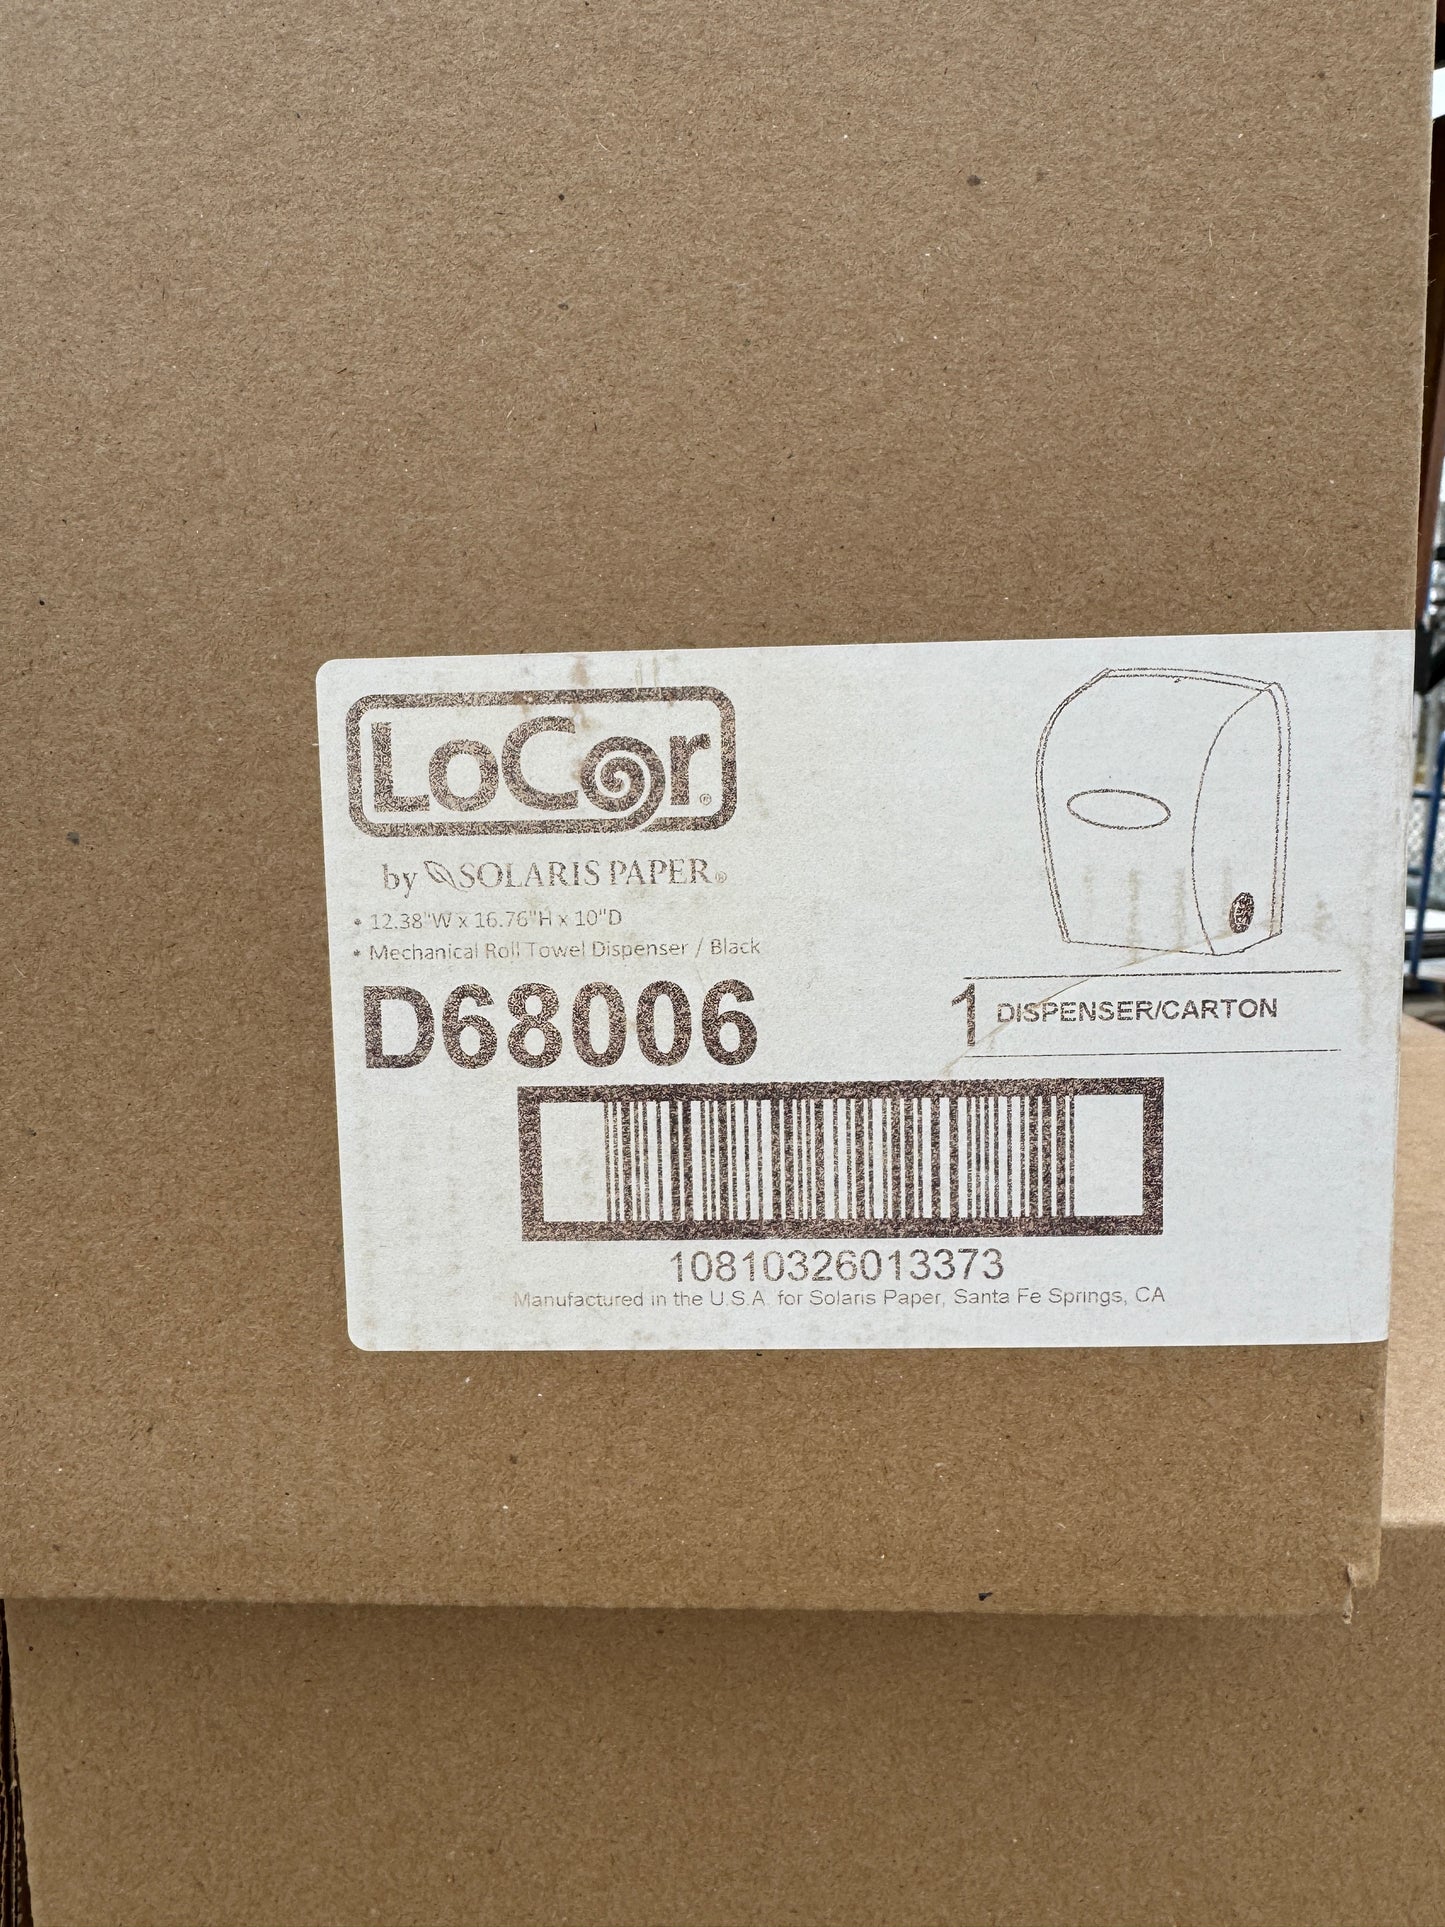 LoCor®
by SOLARIS PAPER®
• 12.38"W x 16.76"H x 10"D
• Mechanical Roll Towel Dispenser / Black
D68006
1 DISPENSER/CARTON
10810326013373
Manufactured in the U.S.A. for Solaris Paper, Santa Fe Springs, CA